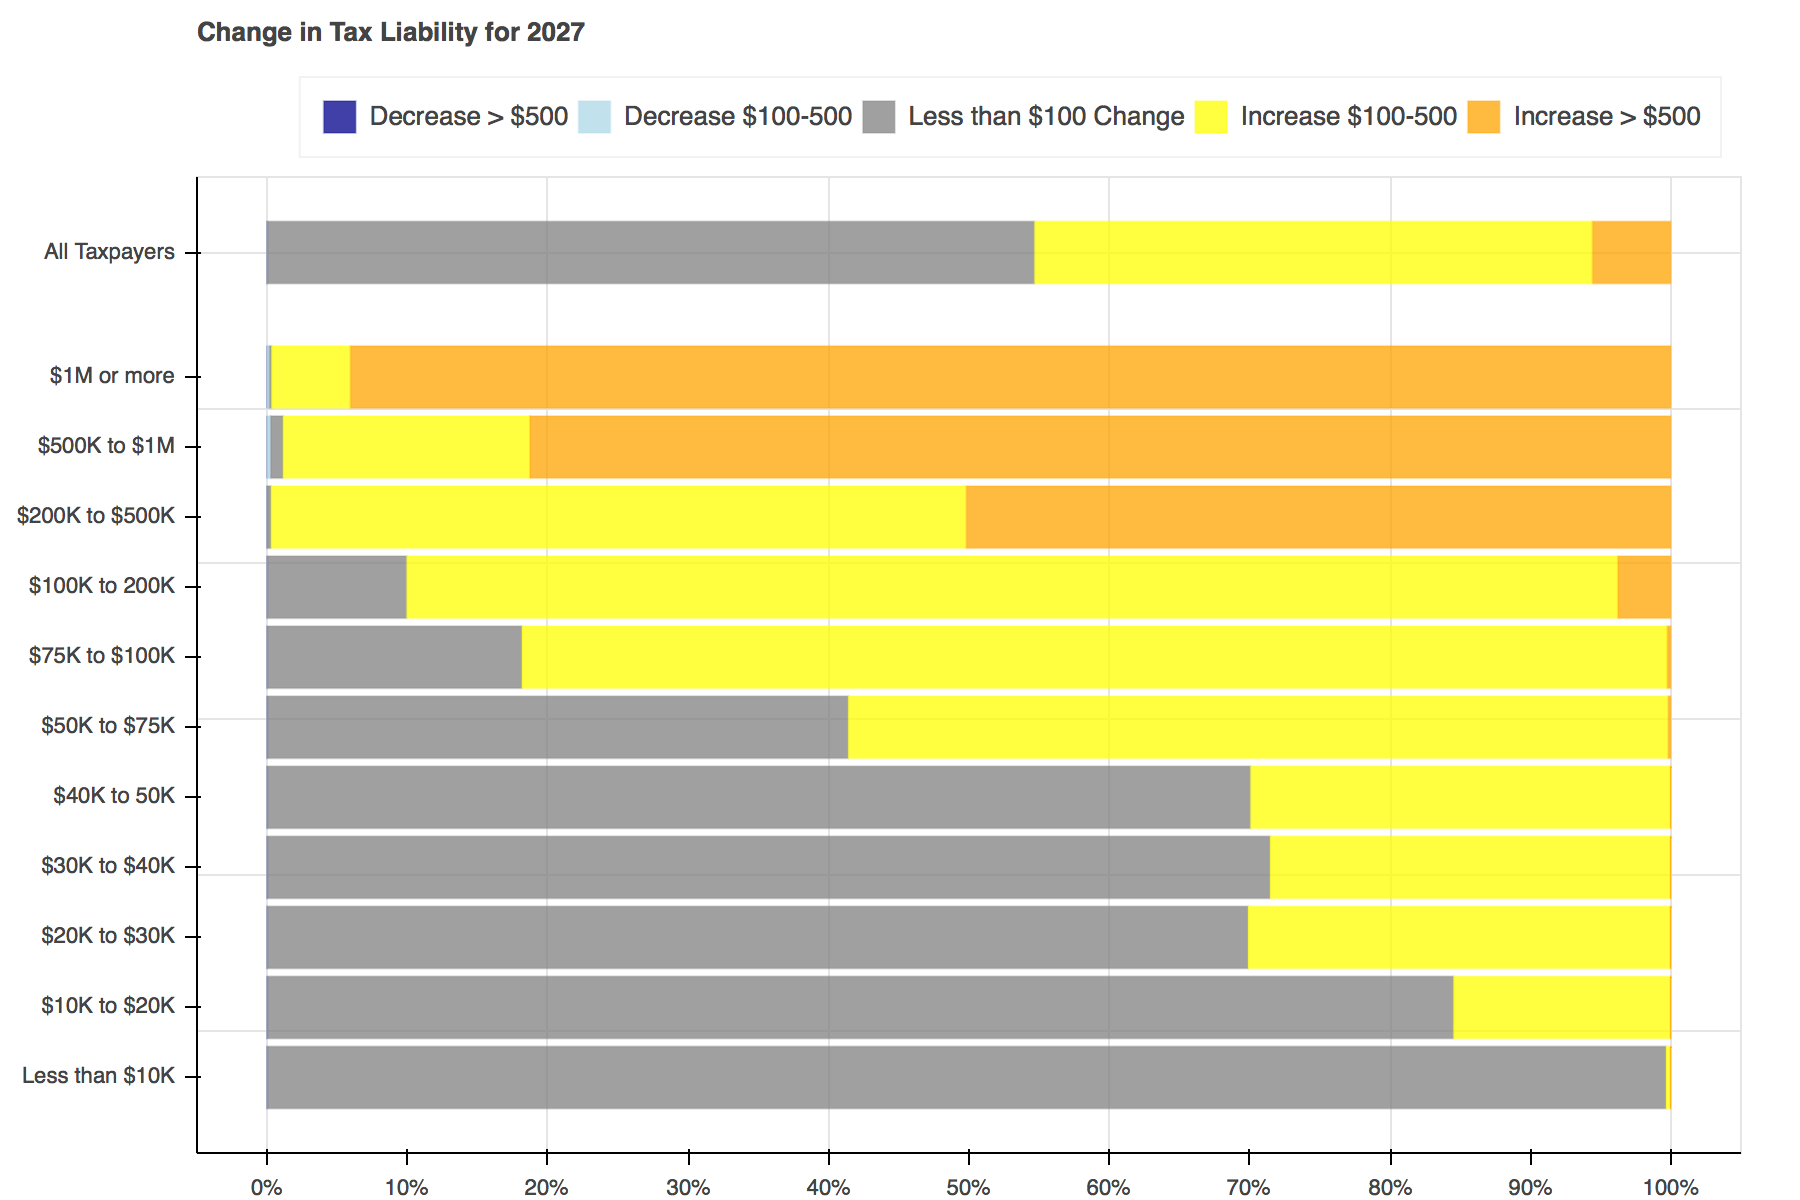 Change in Tax Liability for 2027
Decrease > $500 Decrease $100-500 Less than $100 Change Increase $100-500 Increase > $500
All Taxpayers
$1M or more
$500K to $1M
$200K to $500K
$100K to 200K
$75K to $100K
$50K to $75K
$40K to 50K
$30K to $40K
$20K to $30K
$10K to $20K
Less than $10K
0% 10% 20% 30% 40% 50% 60% 70% 80% 90% 100%